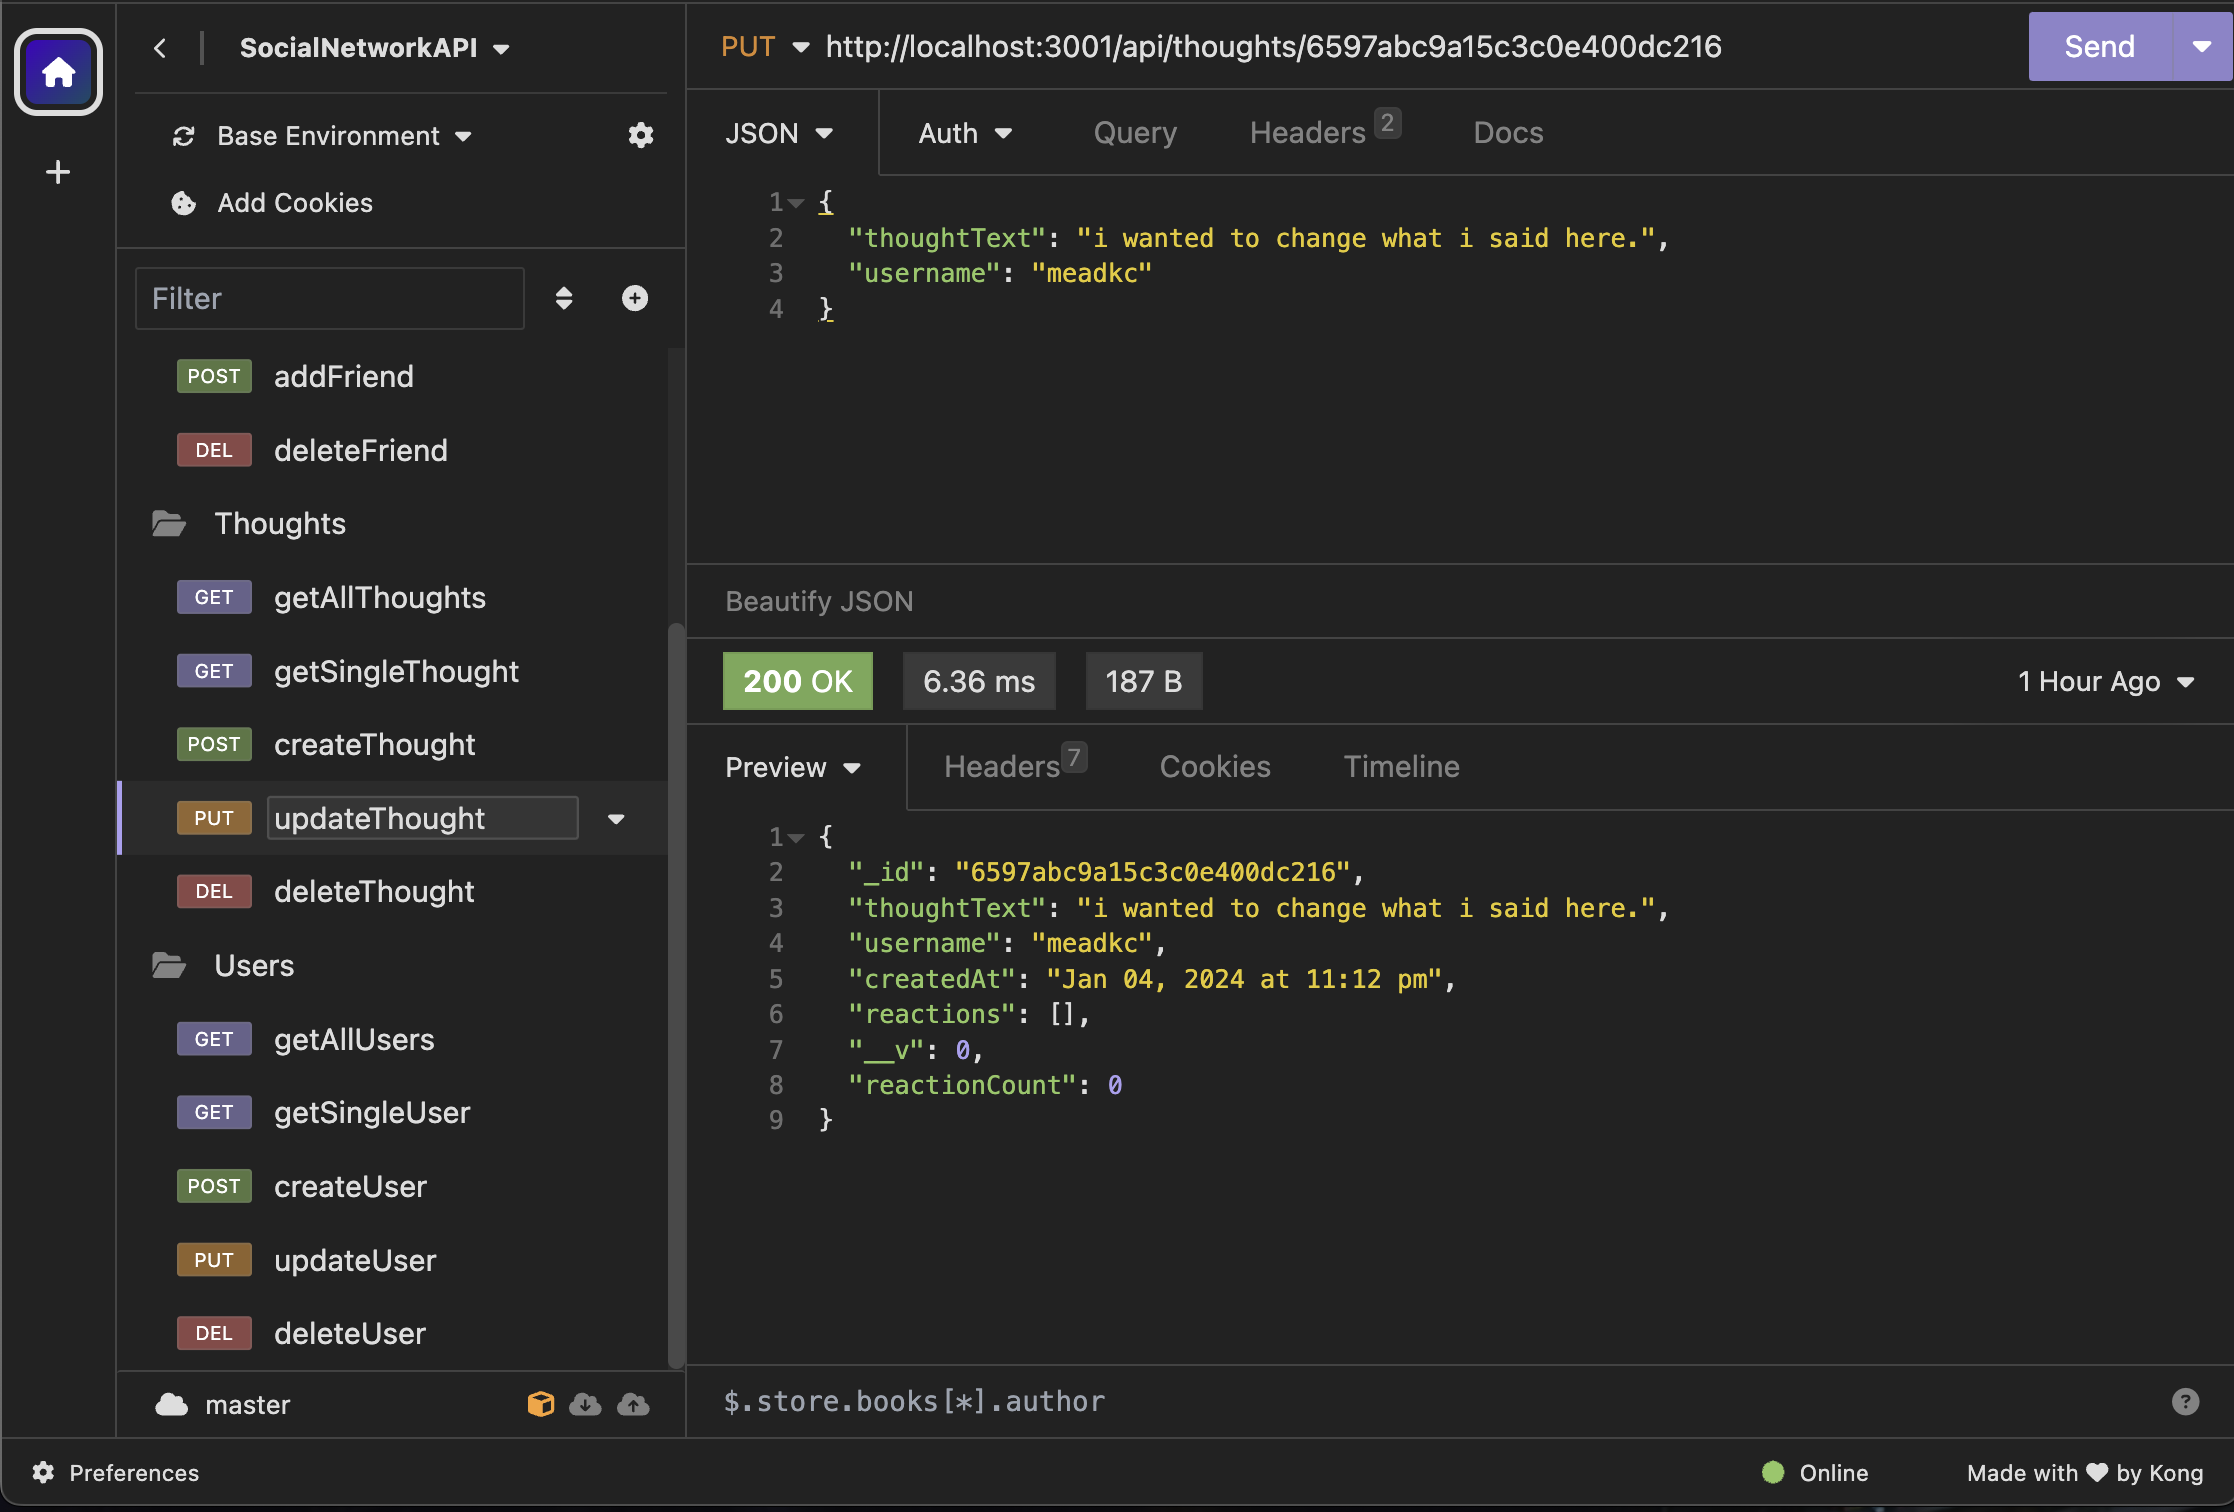 SocialNetworkAPI
Base Environment
Add Cookies
Filter
POST addFriend
DEL deleteFriend
Thoughts
GET getAllThoughts
GET getSingleThought
POST createThought
PUT updateThought
DEL deleteThought
Users
GET getAllUsers
GET getSingleUser
POST createUser
PUT updateUser
DEL deleteUser
master
PUT http://localhost:3001/api/thoughts/6597abc9a15c3c0e400dc216 Send
JSON Auth Query Headers 2 Docs
1 {
2 "thoughtText": "i wanted to change what i said here.",
3 "username": "meadkc"
4 }
Beautify JSON
200 OK 6.36 ms 187 B 1 Hour Ago
Preview Headers 7 Cookies Timeline
1 {
2 "_id": "6597abc9a15c3c0e400dc216",
3 "thoughtText": "i wanted to change what i said here.",
4 "username": "meadkc",
5 "createdAt": "Jan 04, 2024 at 11:12 pm",
6 "reactions": [],
7 "__v": 0,
8 "reactionCount": 0
9 }
$.store.books[*].author ?
Preferences Online Made with ♥ by Kong